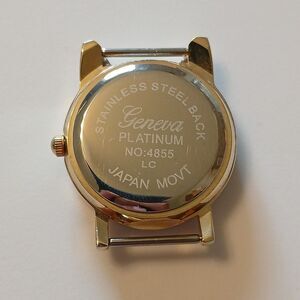 STAINLESS STEEL BACK
Geneva
PLATINUM
NO:4855
LC
JAPAN MOVT